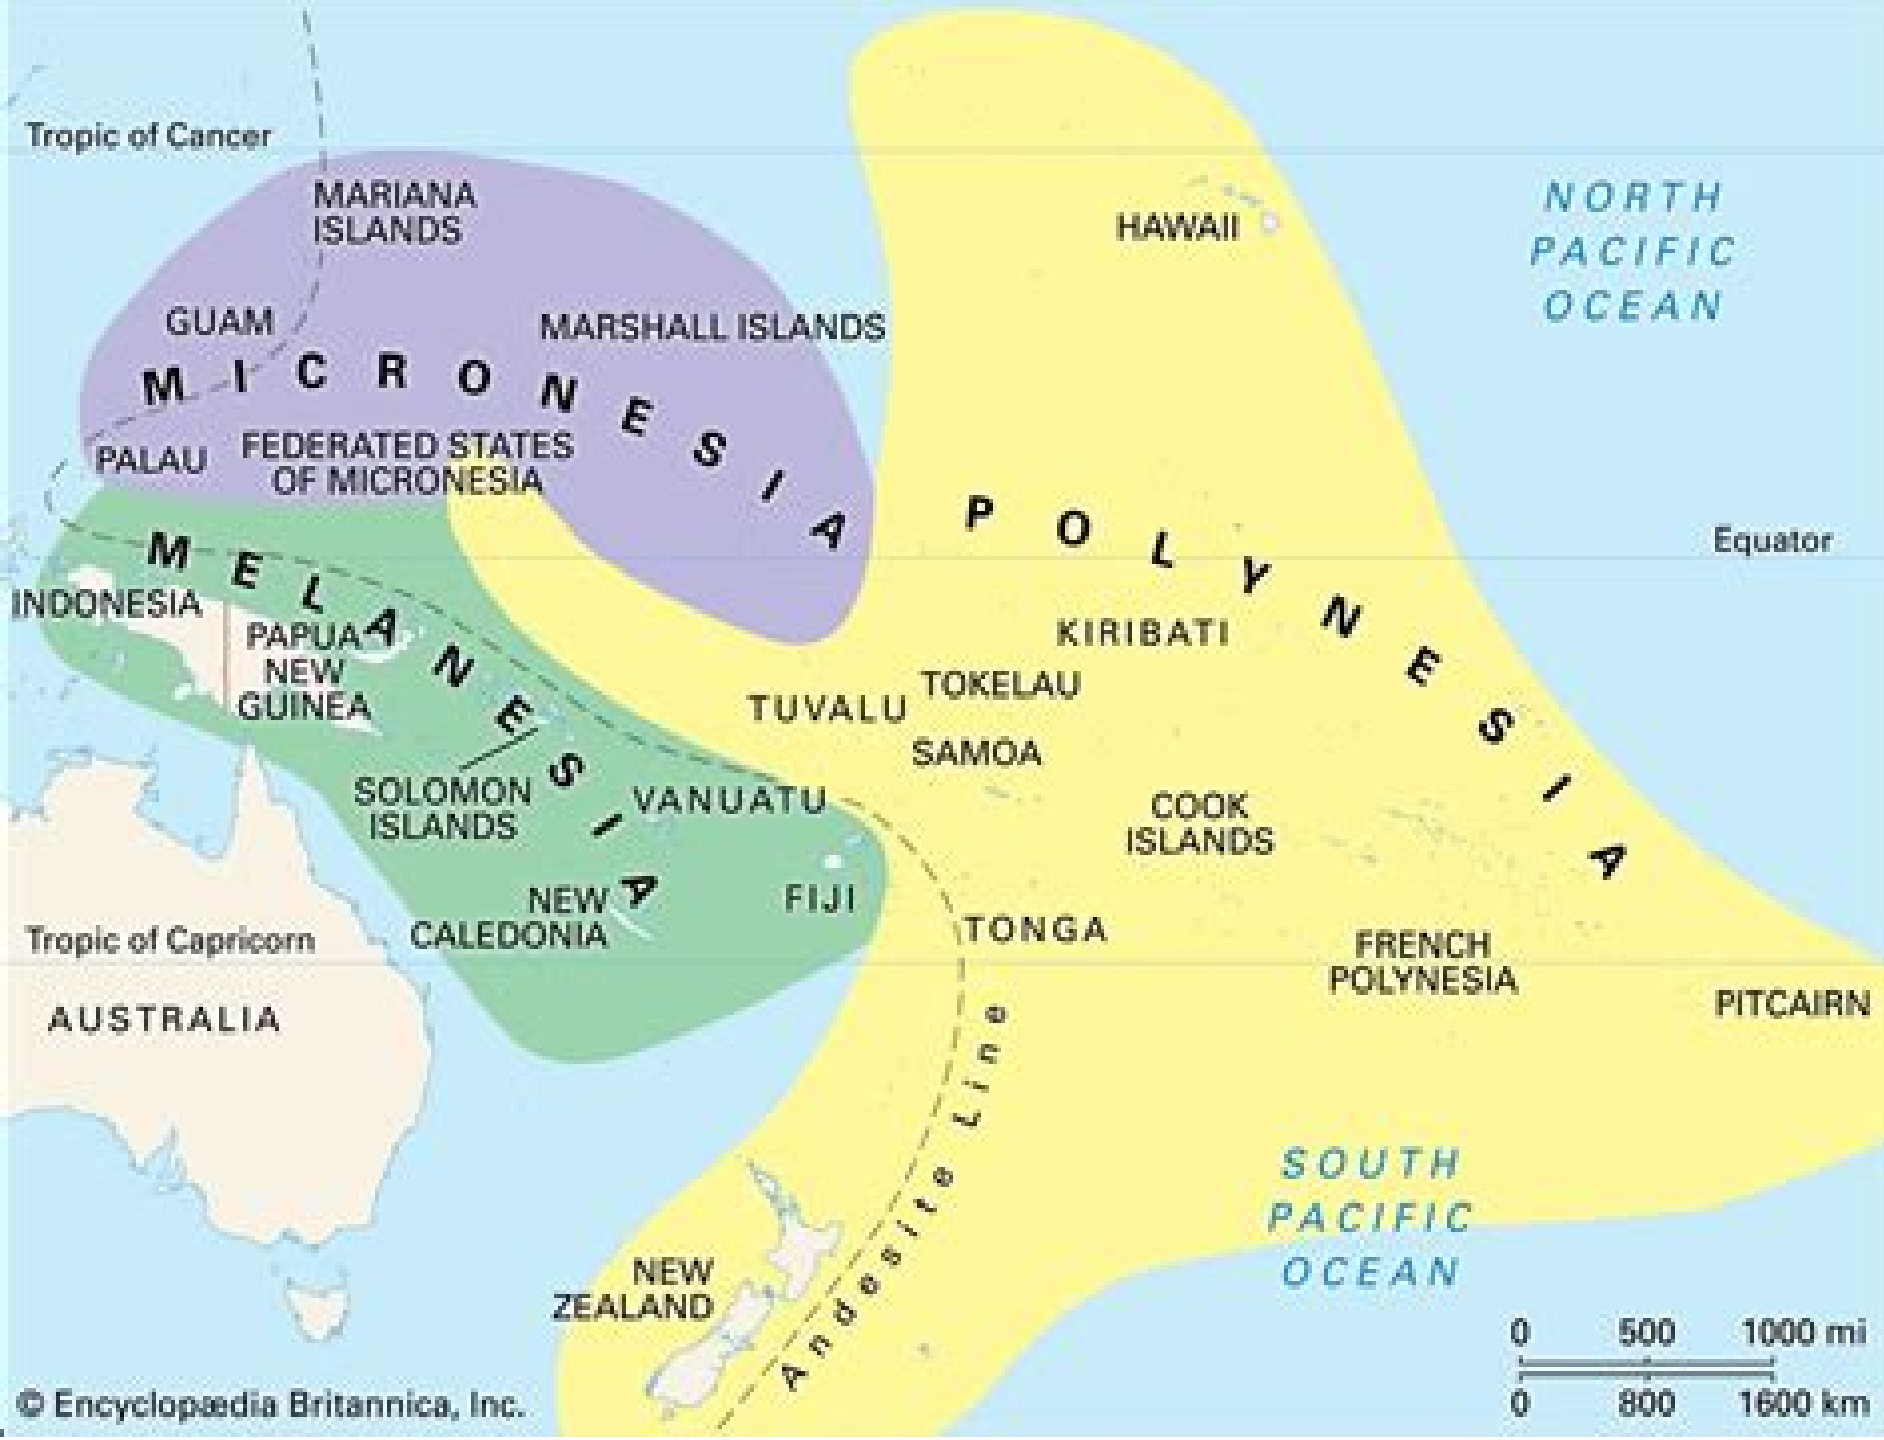 Tropic of Cancer
MARIANA
ISLANDS
HAWAII
NORTH
PACIFIC
OCEAN
GUAM
MARSHALL ISLANDS
MICRONESIA
PALAU
FEDERATED STATES
OF MICRONESIA
POLYNESIA
Equator
MELANESIA
INDONESIA
PAPUA
NEW
GUINEA
KIRIBATI
TOKELAU
TUVALU
SAMOA
SOLOMON
ISLANDS
VANUATU
COOK
ISLANDS
NEW
CALEDONIA
FIJI
TONGA
Tropic of Capricorn
FRENCH
POLYNESIA
PITCAIRN
AUSTRALIA
Andesite Line
SOUTH
PACIFIC
OCEAN
NEW
ZEALAND
0 500 1000 mi
0 800 1600 km
© Encyclopædia Britannica, Inc.